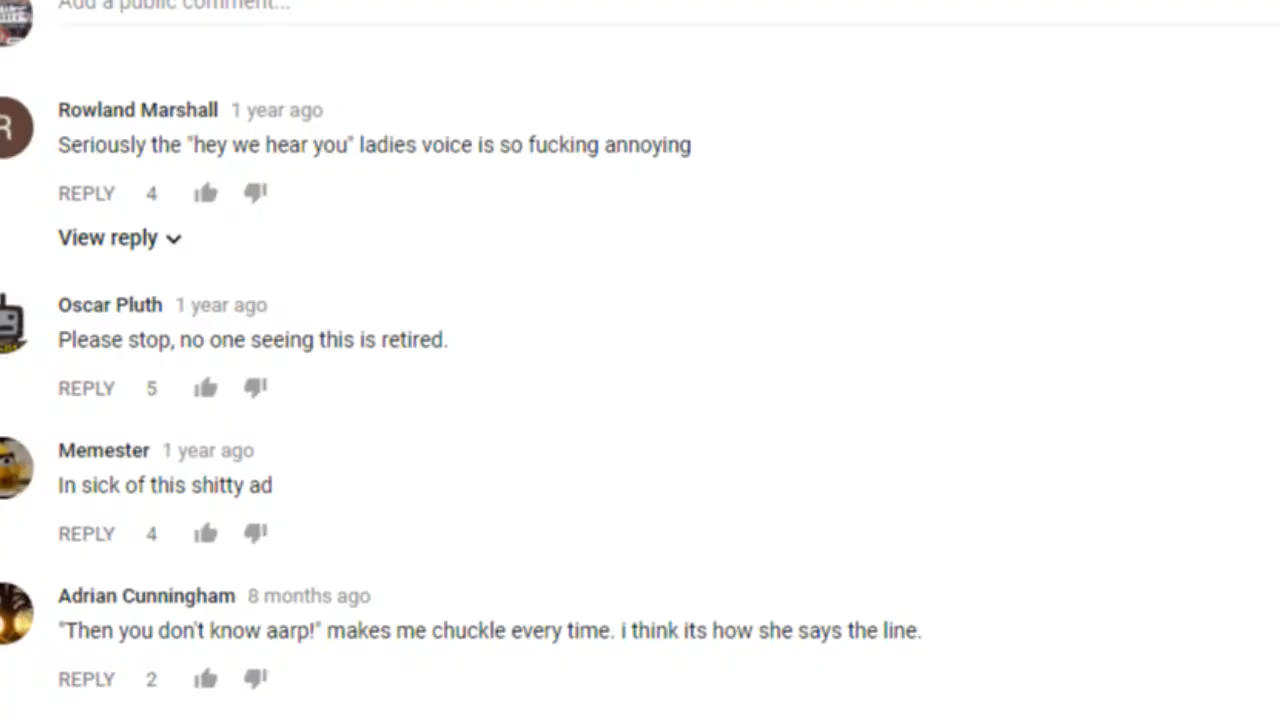 Add a public comment...
R
Rowland Marshall 1 year ago
Seriously the "hey we hear you" ladies voice is so fucking annoying
REPLY 4
View reply
Oscar Pluth 1 year ago
Please stop, no one seeing this is retired.
REPLY 5
Memester 1 year ago
In sick of this shitty ad
REPLY 4
Adrian Cunningham 8 months ago
"Then you don't know aarp!" makes me chuckle every time. i think its how she says the line.
REPLY 2